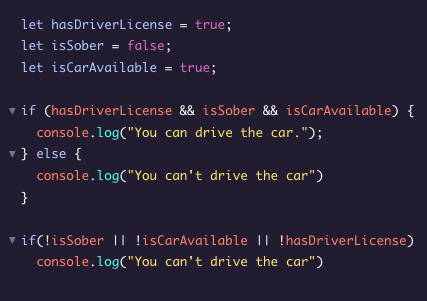 let hasDriverLicense = true;
let isSober = false;
let isCarAvailable = true;
if (hasDriverLicense && isSober && isCarAvailable) {
console.log("You can drive the car.");
} else {
console.log("You can't drive the car")
}
if(!isSober || !isCarAvailable || !hasDriverLicense)
console.log("You can't drive the car")